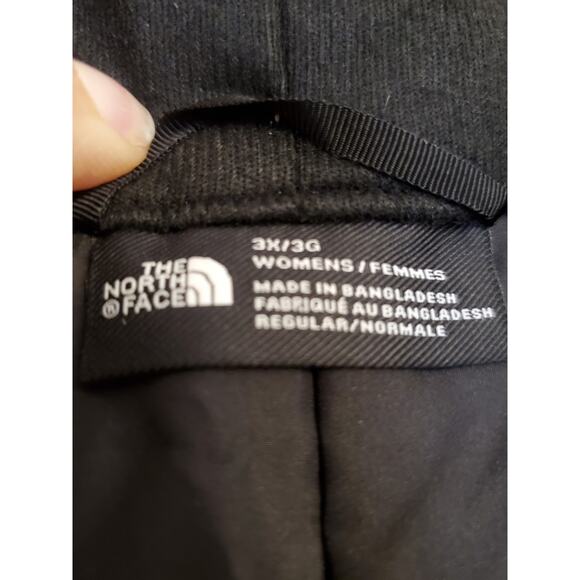 THE
NORTH
FACE
®
3X/3G
WOMENS/FEMMES
MADE IN BANGLADESH
FABRIQUÉ AU BANGLADESH
REGULAR/NORMALE